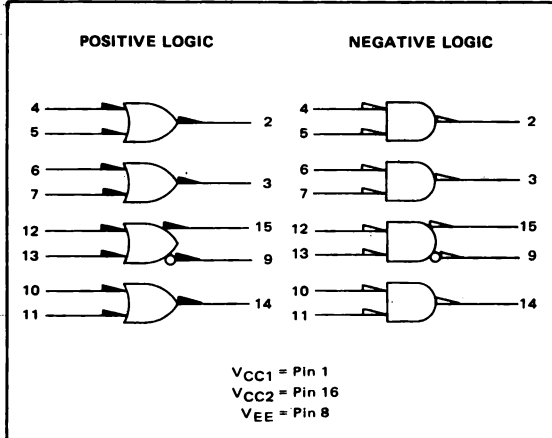 POSITIVE LOGIC NEGATIVE LOGIC
4 2 4 2
5 5
6 3 6 3
7 7
12 15 12 15
13 9 13 9
10 14 10 14
11 11
VCC1 = Pin 1
VCC2 = Pin 16
VEE = Pin 8